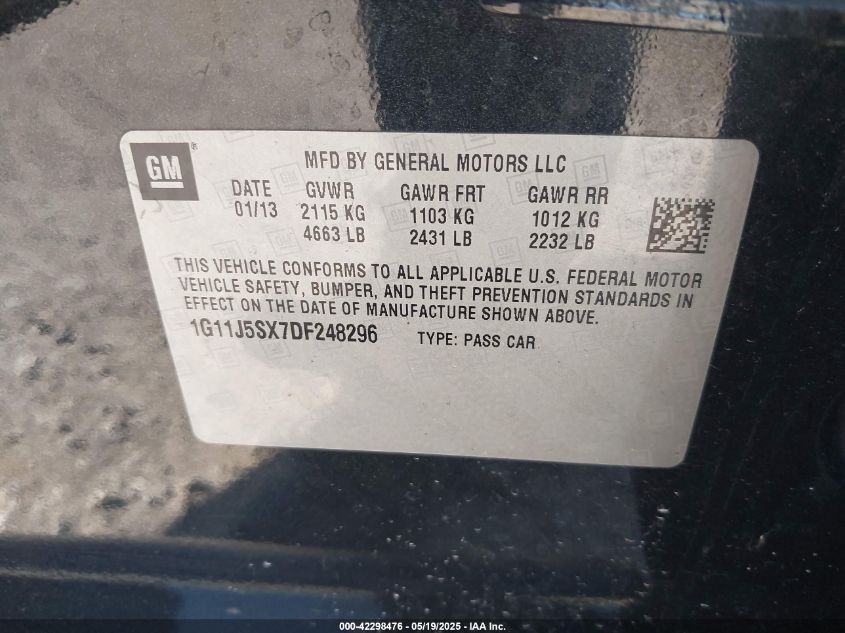 GM ®
MFD BY GENERAL MOTORS LLC
DATE GVWR GAWR FRT GAWR RR
01/13 2115 KG 1103 KG 1012 KG
4663 LB 2431 LB 2232 LB
THIS VEHICLE CONFORMS TO ALL APPLICABLE U.S. FEDERAL MOTOR
VEHICLE SAFETY, BUMPER, AND THEFT PREVENTION STANDARDS IN
EFFECT ON THE DATE OF MANUFACTURE SHOWN ABOVE.
1G11J5SX7DF248296 TYPE: PASS CAR
000-42298476 - 05/19/2025 - IAA Inc.